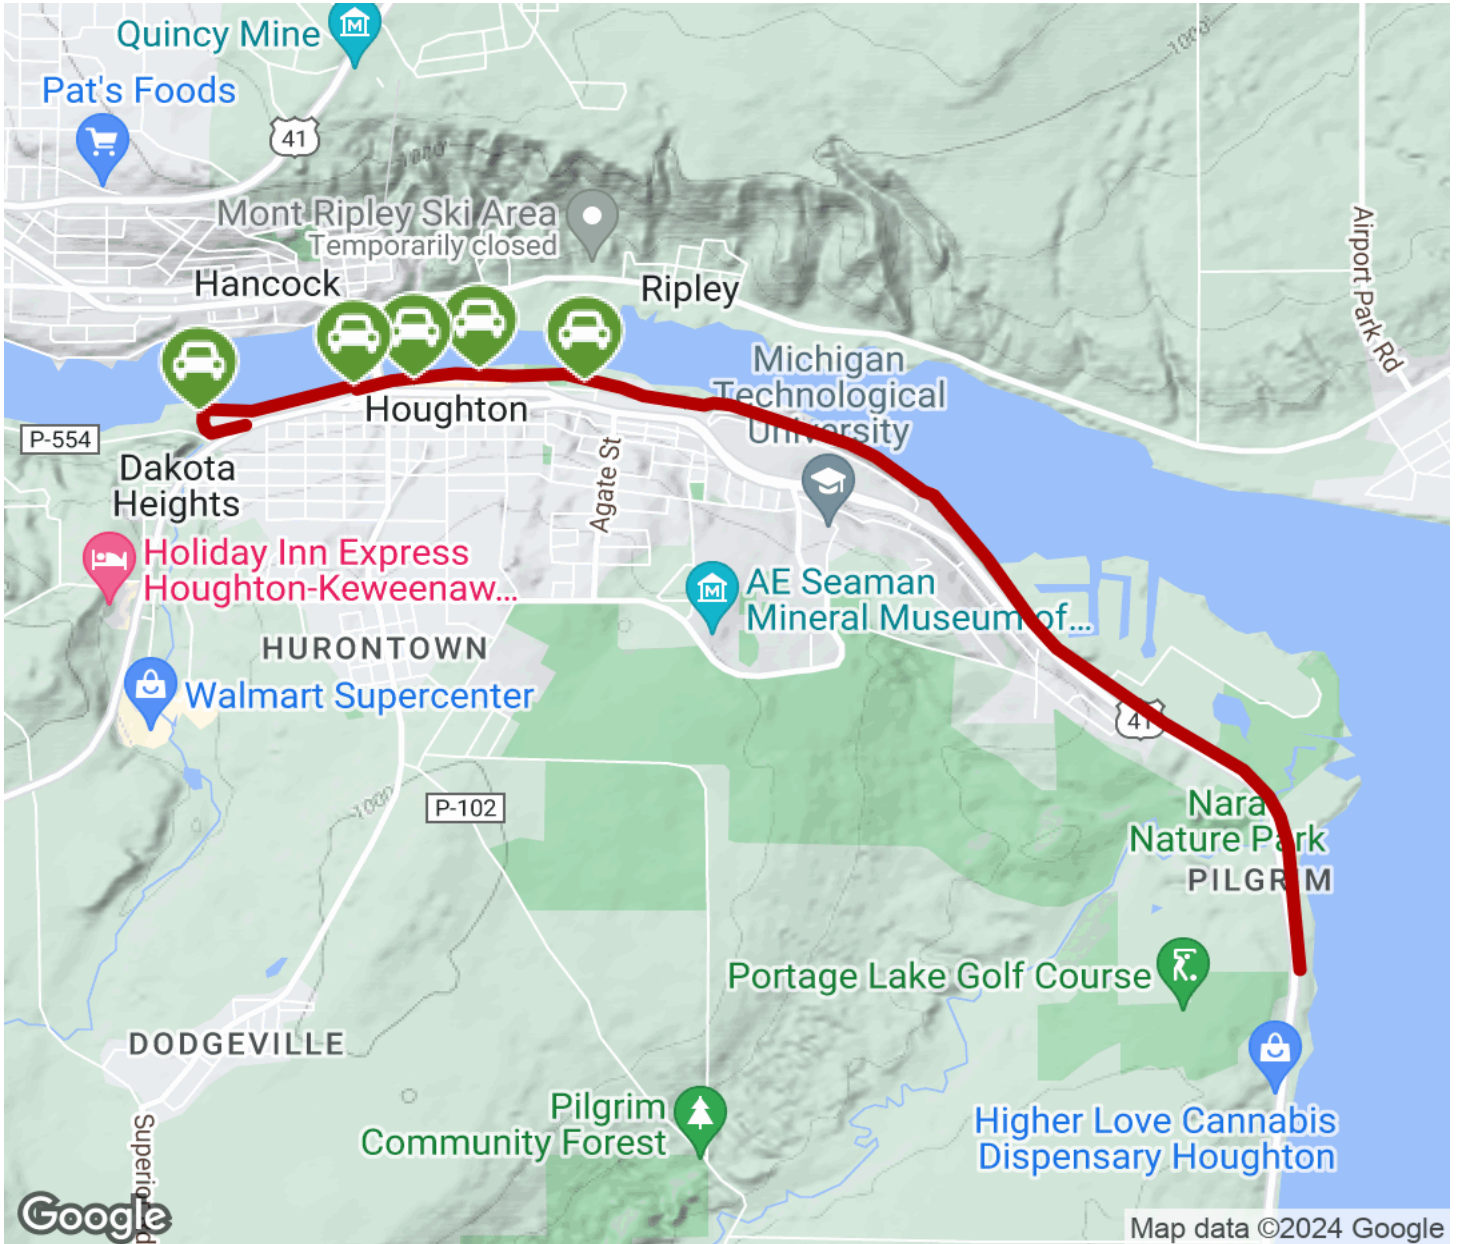 Quincy Mine
Pat's Foods
41
1000'
1000'
Mont Ripley Ski Area
Temporarily closed
Airport Park Rd
Hancock
Ripley
Michigan
Technological
University
Houghton
P-554
Dakota
Heights
Agate St
Holiday Inn Express
Houghton-Keweenaw...
AE Seaman
Mineral Museum of...
HURONTOWN
Walmart Supercenter
41
1000
P-102
Nara
Nature Park
PILGRIM
Portage Lake Golf Course
DODGEVILLE
Pilgrim
Community Forest
Higher Love Cannabis
Dispensary Houghton
Google
Map data ©2024 Google